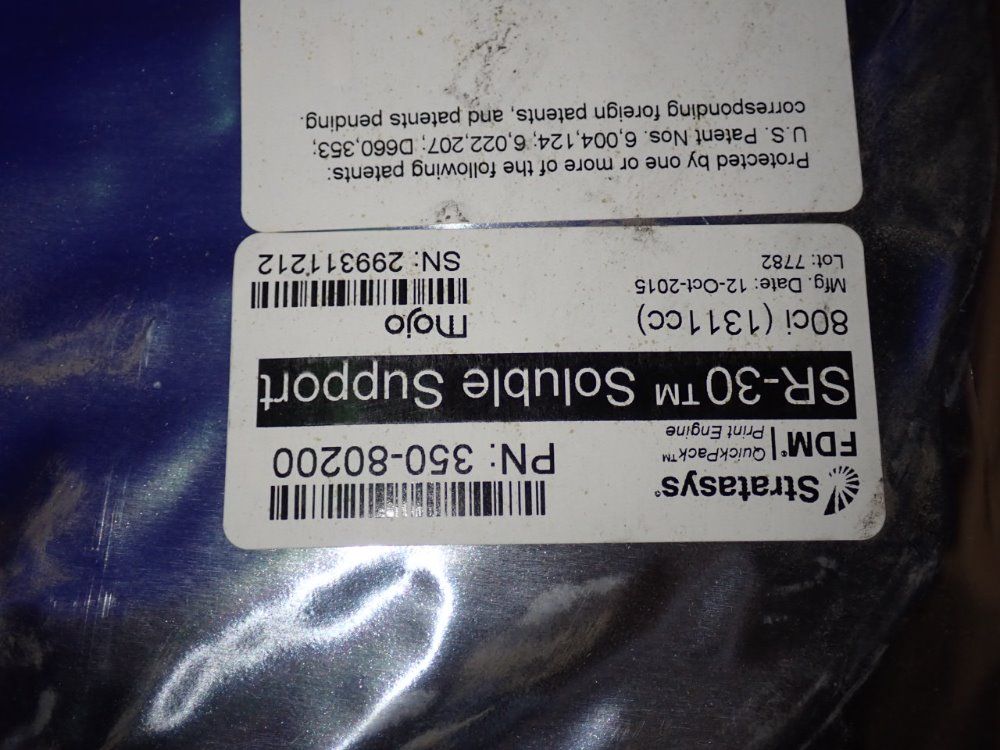 Stratasys®
FDM® QuickPack™
Print Engine
PN: 350-80200
SR-30™ Soluble Support
80ci (1311cc)
mojo
Mfg. Date: 12-Oct-2015
Lot: 7782
SN: 299311212
Protected by one or more of the following patents:
U.S. Patent Nos. 6,004,124; 6,022,207; D660,353;
corresponding foreign patents, and patents pending.